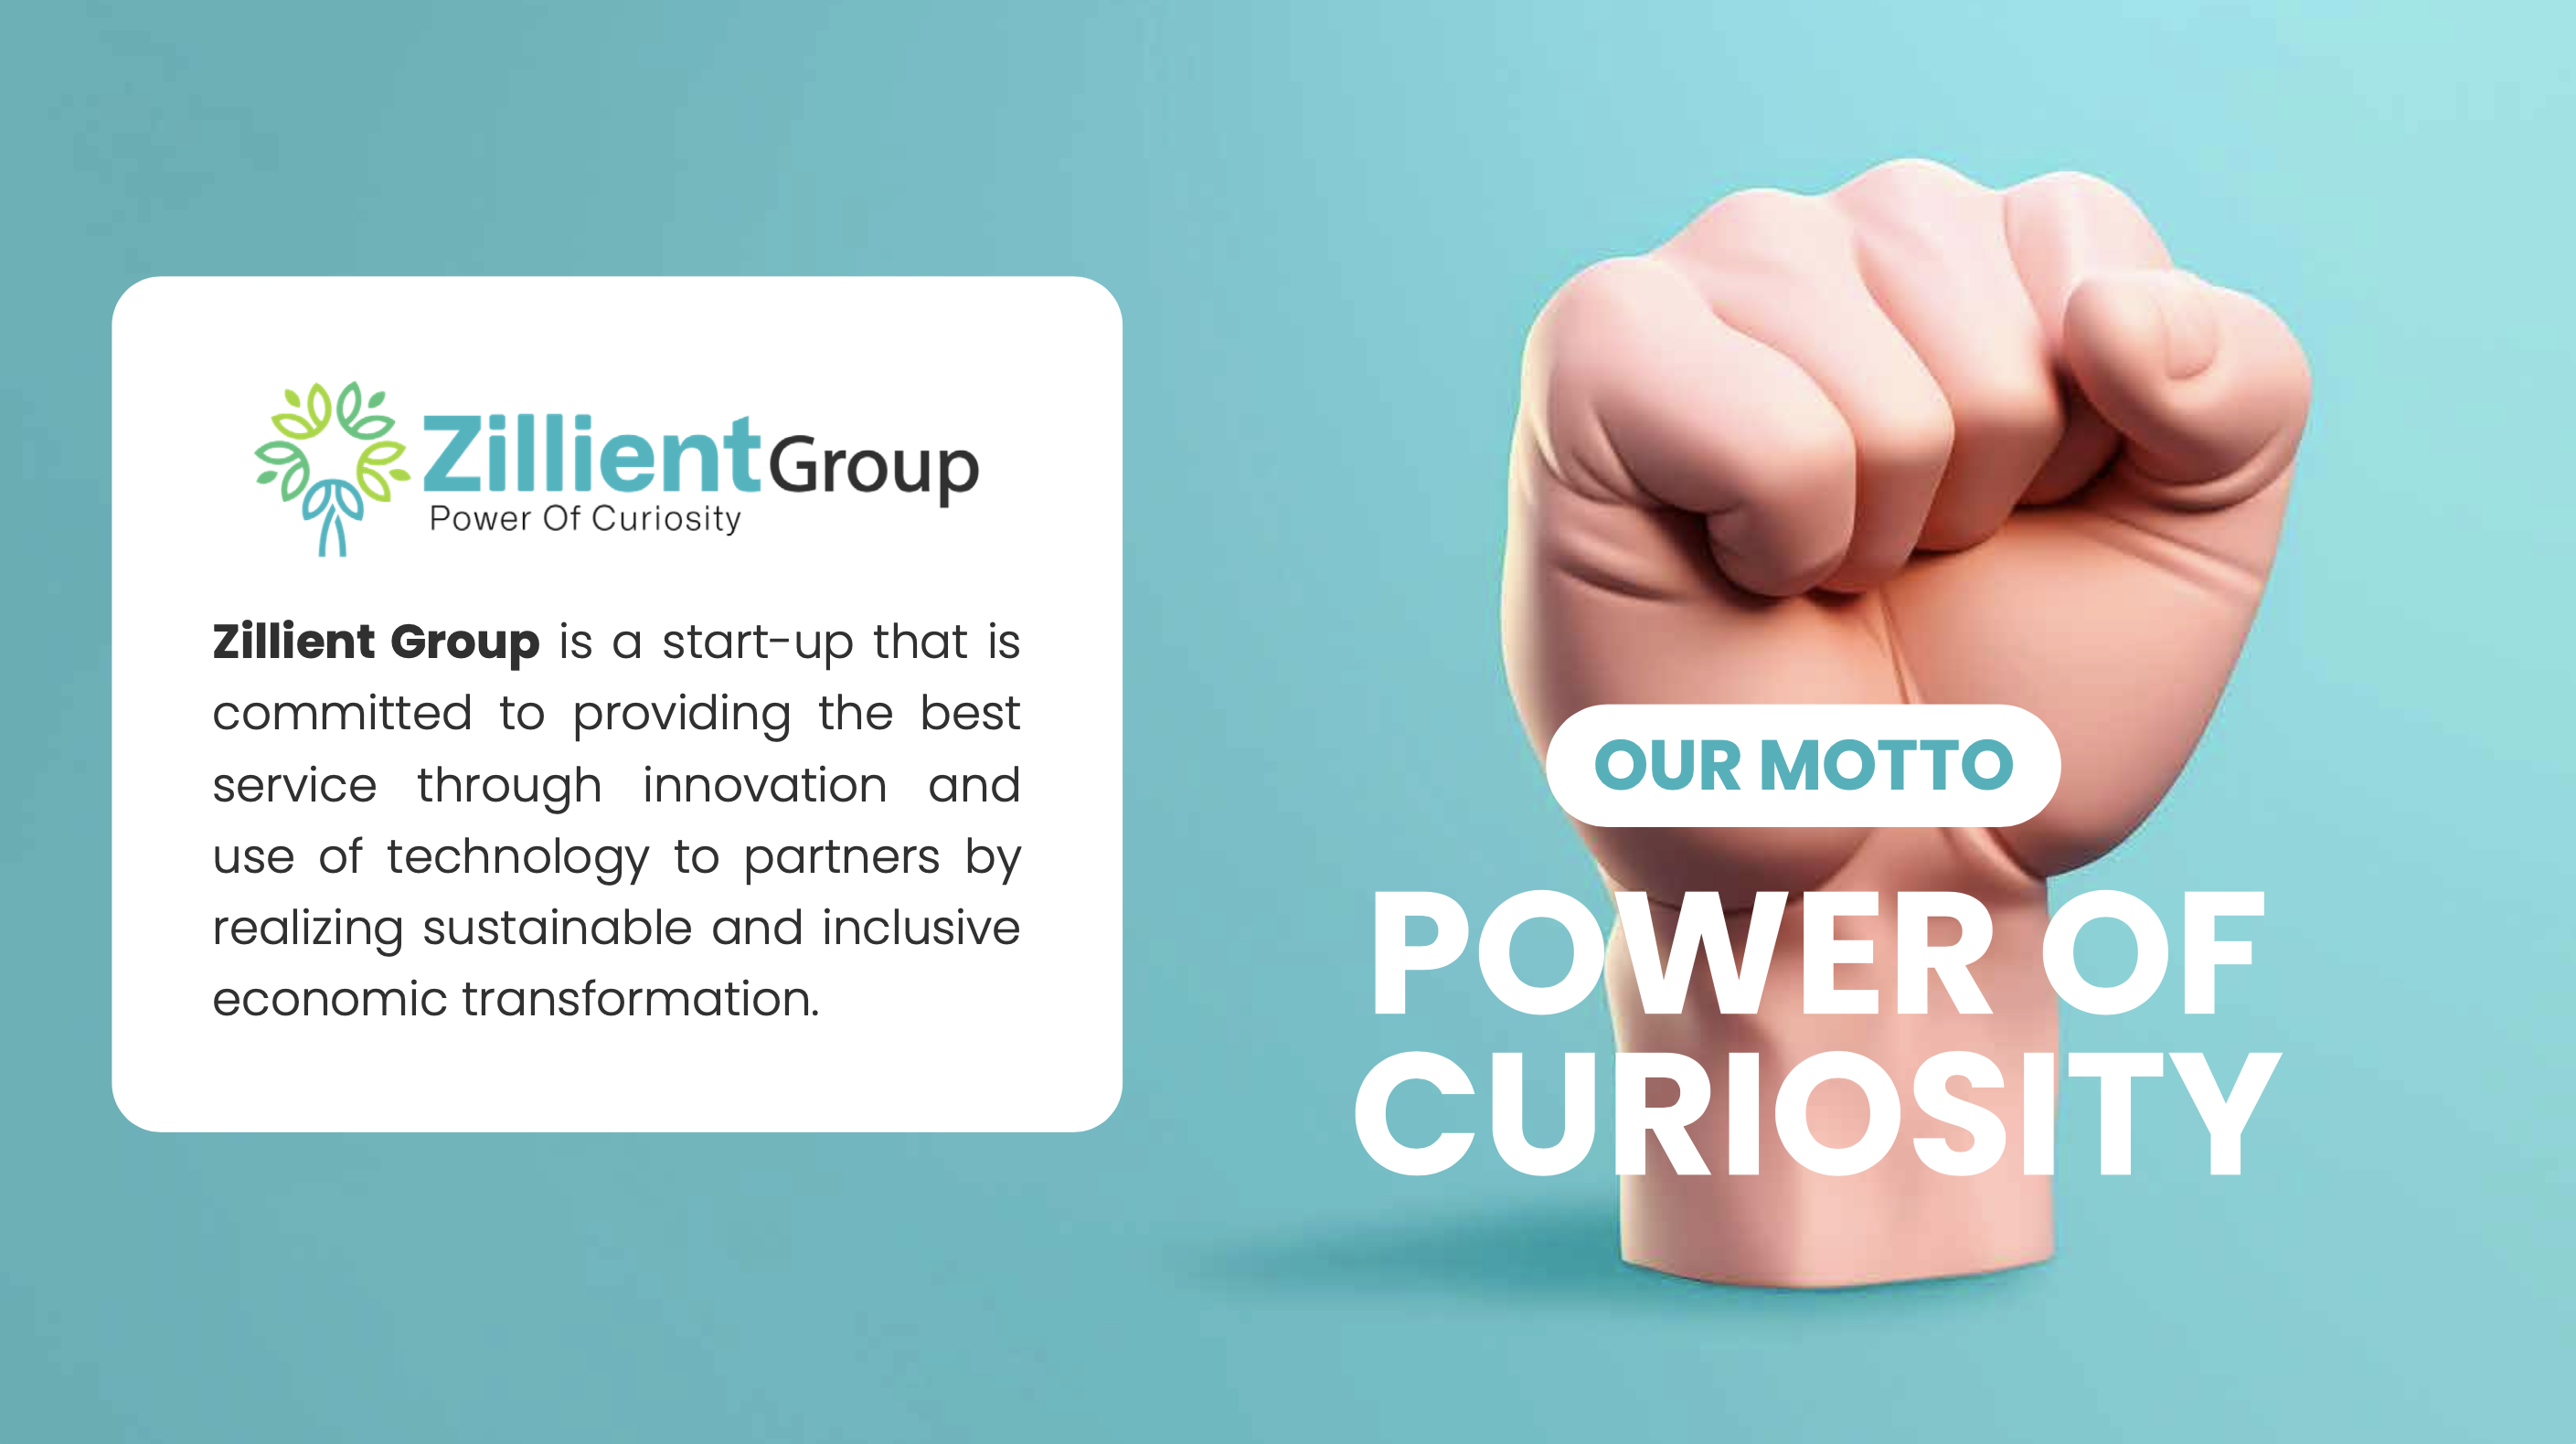 Zillient Group
Power Of Curiosity
Zillient Group is a start-up that is
committed to providing the best
service through innovation and
use of technology to partners by
realizing sustainable and inclusive
economic transformation.
OUR MOTTO
POWER OF
CURIOSITY